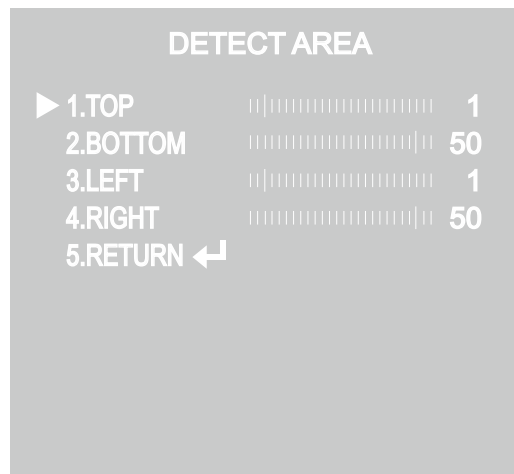 DETECT AREA
1.TOP 1
2.BOTTOM 50
3.LEFT 1
4.RIGHT 50
5.RETURN